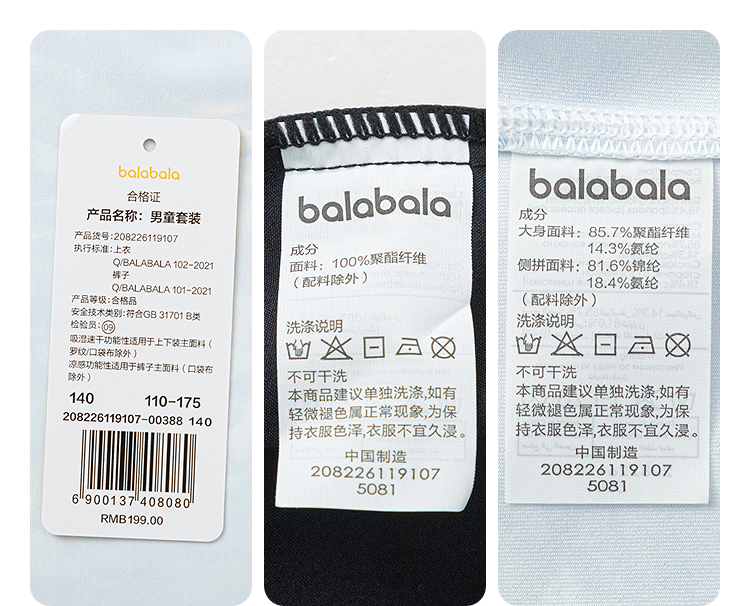 balabala
合格证
产品名称：男童套装
产品货号:208226119107
执行标准:上衣
Q/BALABALA 102-2021
裤子
Q/BALABALA 101-2021
产品等级:合格品
安全技术类别:符合GB 31701 B类
检验员:09
吸湿速干功能性适用于上下装主面料（
罗纹/口袋布除外）
凉感功能性适用于裤子主面料（口袋布
除外）
140 110-175
208226119107-00388 140
6 900137 408080
RMB199.00
balabala
成分
面料：100%聚酯纤维
（配料除外）
洗涤说明
不可干洗
本商品建议单独洗涤,如有
轻微褪色属正常现象,为保
持衣服色泽,衣服不宜久浸。
中国制造
208226119107
5081
balabala
成分
大身面料：85.7%聚酯纤维
14.3%氨纶
侧拼面料：81.6%锦纶
18.4%氨纶
（配料除外）
洗涤说明
不可干洗
本商品建议单独洗涤,如有
轻微褪色属正常现象,为保
持衣服色泽,衣服不宜久浸。
中国制造
208226119107
5081